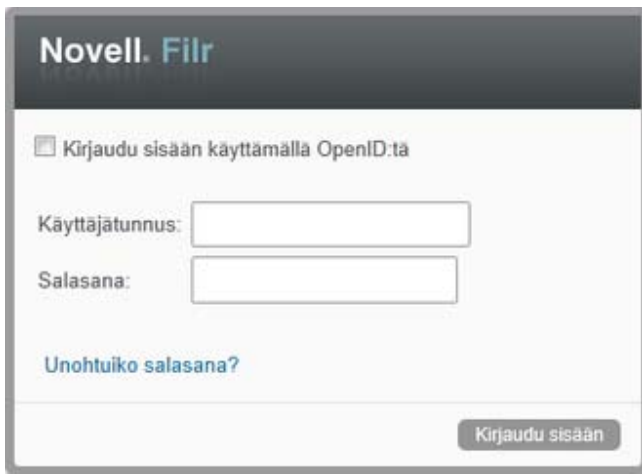 Novell. Filr
Kirjaudu sisään käyttämällä OpenID:tä
Käyttäjätunnus:
Salasana:
Unohtuiko salasana?
Kirjaudu sisään